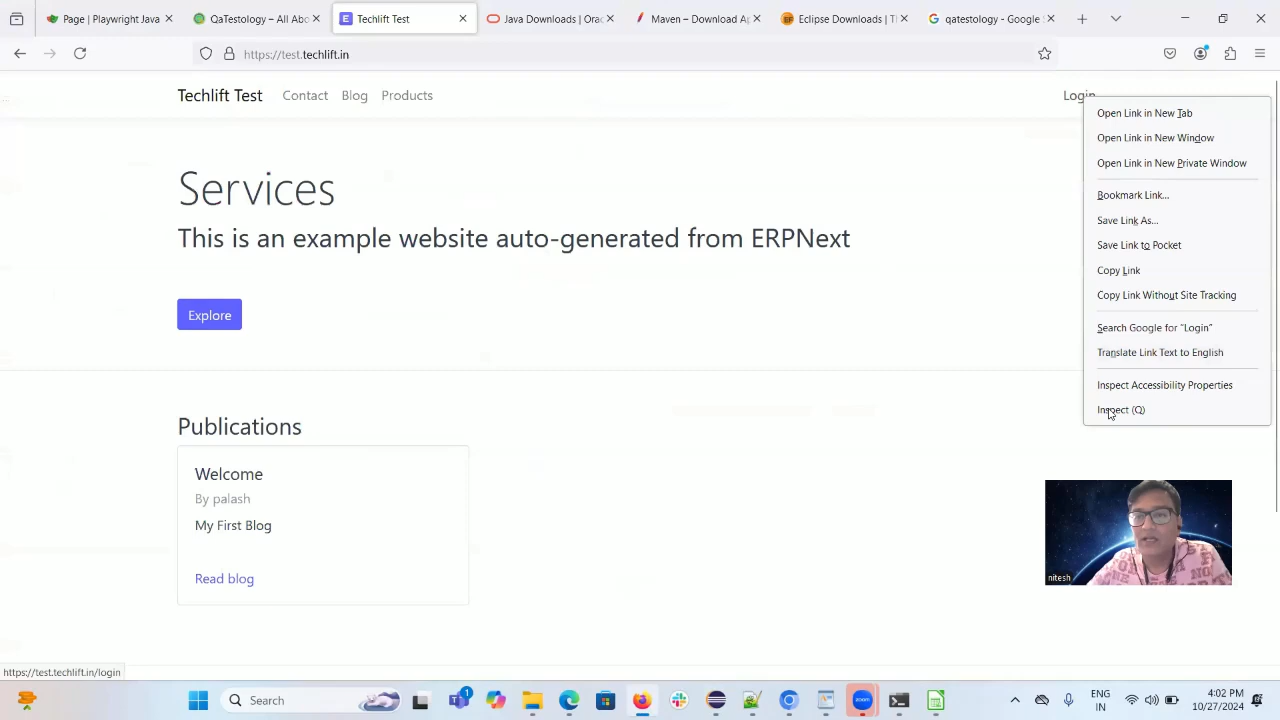 Page | Playwright Java
QaTestology – All Abo
Techlift Test
Java Downloads | Orac
Maven – Download Ap
Eclipse Downloads | Th
qatestology - Google
https://test.techlift.in
Techlift Test
Contact
Blog
Products
Login
Open Link in New Tab
Open Link in New Window
Open Link in New Private Window
Bookmark Link...
Save Link As...
Save Link to Pocket
Copy Link
Copy Link Without Site Tracking
Search Google for “Login”
Translate Link Text to English
Inspect Accessibility Properties
Inspect (Q)
Services
This is an example website auto-generated from ERPNext
Explore
Publications
Welcome
By palash
My First Blog
Read blog
nitesh
https://test.techlift.in/login
Search
1
zoom
ENG
IN
4:02 PM
10/27/2024